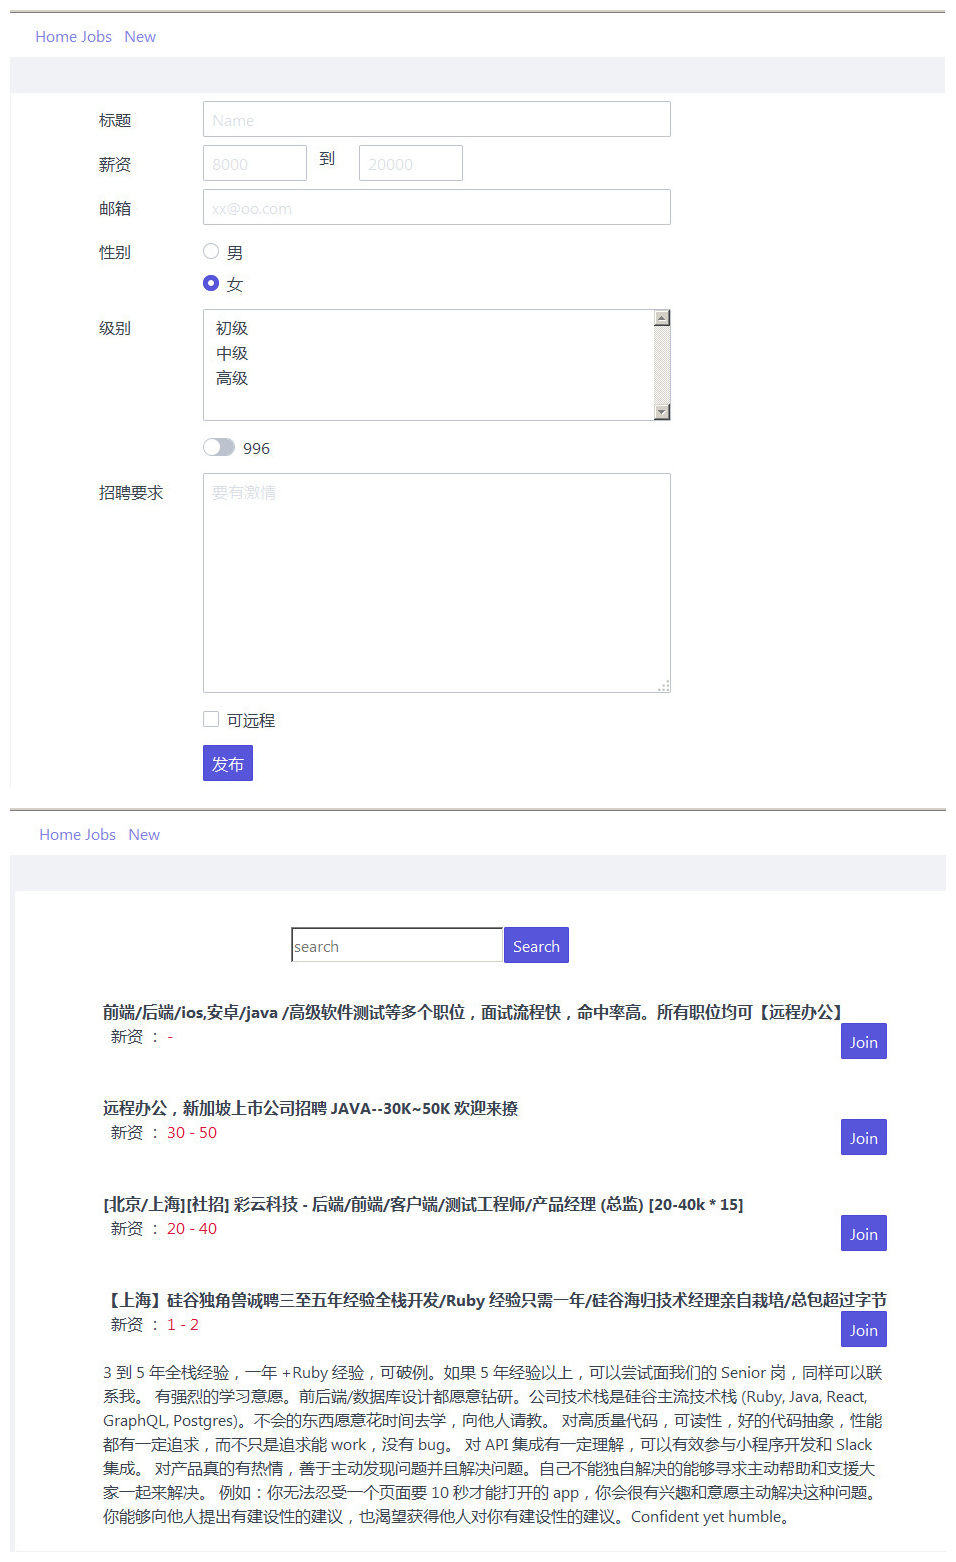 Home Jobs New
标题 Name
薪资 8000 到 20000
邮箱 xx@oo.com
性别 男
女
级别 初级
中级
高级
996
招聘要求 要有激情
可远程
发布
Home Jobs New
search Search
前端/后端/ios,安卓/java /高级软件测试等多个职位，面试流程快，命中率高。所有职位均可【远程办公】
新资 ： -
Join
远程办公，新加坡上市公司招聘 JAVA--30K~50K 欢迎来撩
新资 ： 30 - 50
Join
[北京/上海][社招] 彩云科技 - 后端/前端/客户端/测试工程师/产品经理 (总监) [20-40k * 15]
新资 ： 20 - 40
Join
【上海】硅谷独角兽诚聘三至五年经验全栈开发/Ruby 经验只需一年/硅谷海归技术经理亲自栽培/总包超过字节
新资 ： 1 - 2
Join
3 到 5 年全栈经验，一年 +Ruby 经验，可破例。如果 5 年经验以上，可以尝试面我们的 Senior 岗，同样可以联
系我。 有强烈的学习意愿。前后端/数据库设计都愿意钻研。公司技术栈是硅谷主流技术栈 (Ruby, Java, React,
GraphQL, Postgres)。不会的东西愿意花时间去学，向他人请教。 对高质量代码，可读性，好的代码抽象，性能
都有一定追求，而不只是追求能 work，没有 bug。 对 API 集成有一定理解，可以有效参与小程序开发和 Slack
集成。 对产品真的有热情，善于主动发现问题并且解决问题。自己不能独自解决的能够寻求主动帮助和支援大
家一起来解决。 例如：你无法忍受一个页面要 10 秒才能打开的 app，你会很有兴趣和意愿主动解决这种问题。
你能够向他人提出有建设性的建议，也渴望获得他人对你有建设性的建议。Confident yet humble。